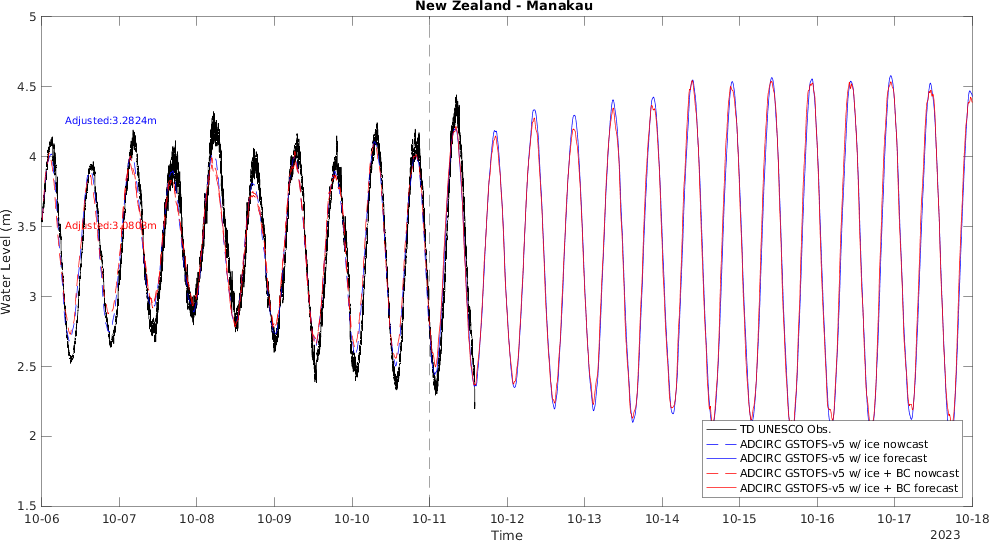 New Zealand - Manakau
Water Level (m)
5
4.5
4
3.5
3
2.5
2
1.5
Adjusted:3.2824m
Adjusted:3.0803m
TD UNESCO Obs.
ADCIRC GSTOFS-v5 w/ ice nowcast
ADCIRC GSTOFS-v5 w/ ice forecast
ADCIRC GSTOFS-v5 w/ ice + BC nowcast
ADCIRC GSTOFS-v5 w/ ice + BC forecast
10-06 10-07 10-08 10-09 10-10 10-11 10-12 10-13 10-14 10-15 10-16 10-17 10-18
Time
2023